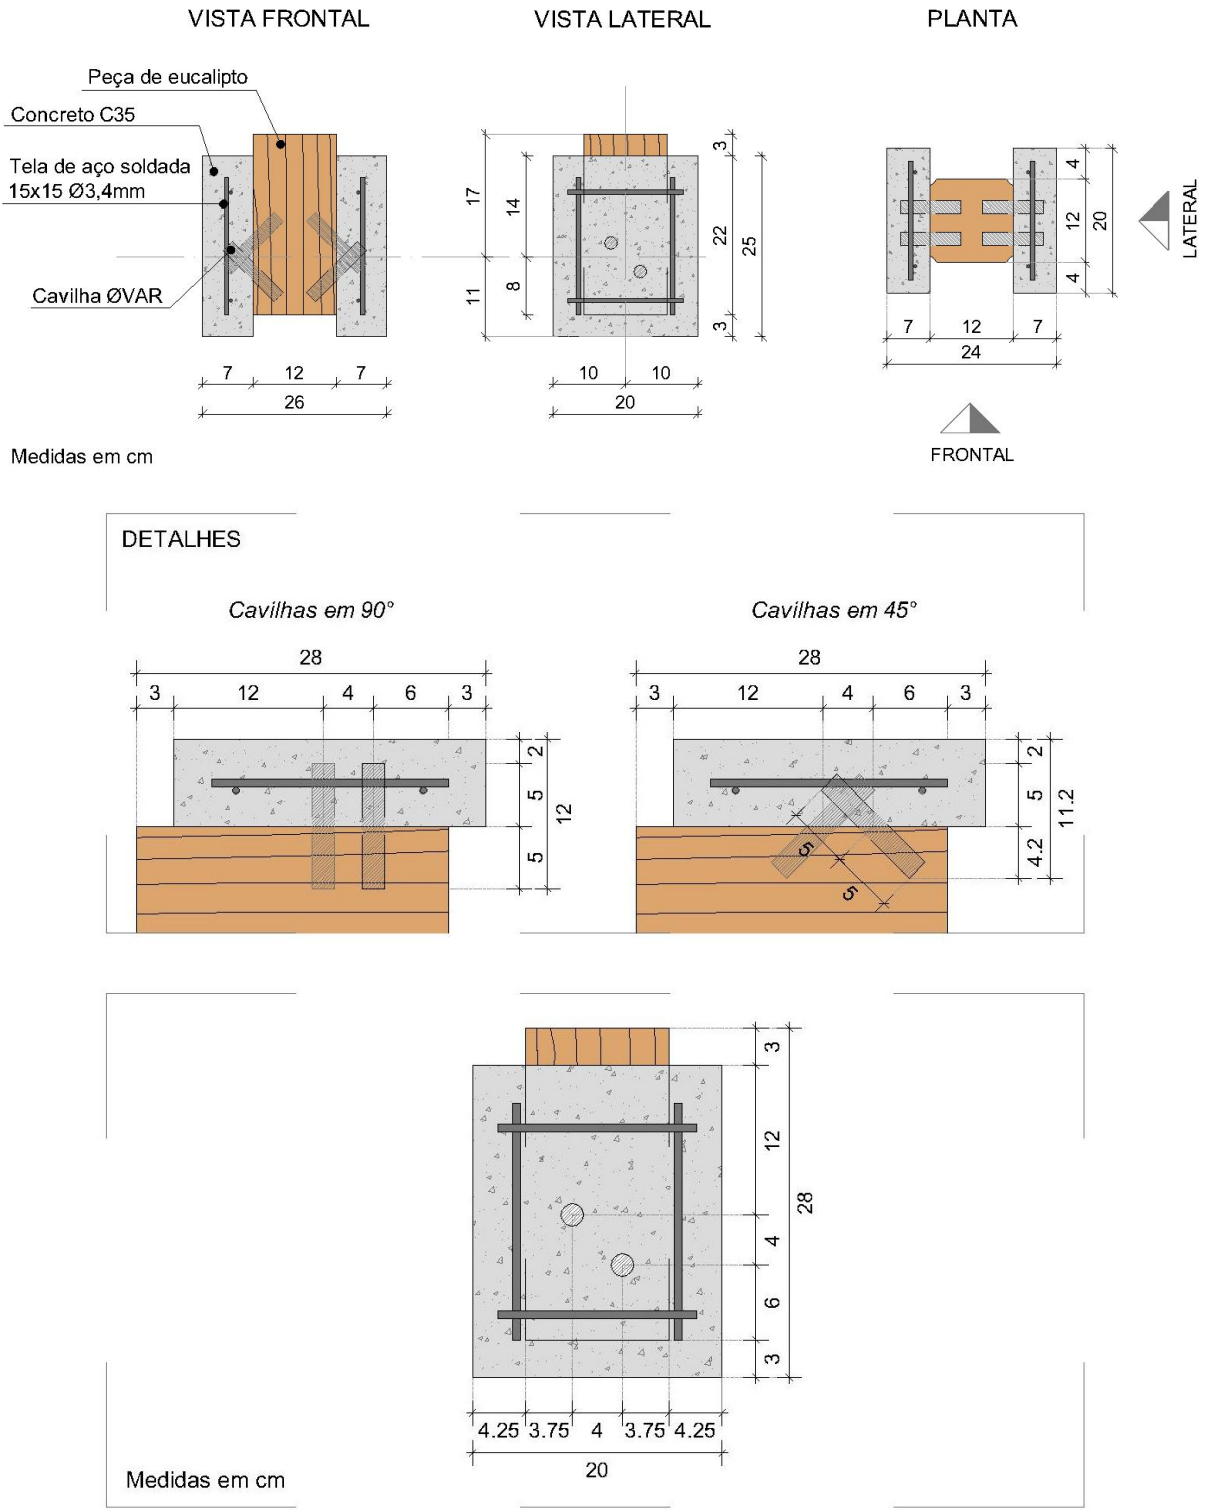 VISTA FRONTAL
VISTA LATERAL
PLANTA
Peça de eucalipto
Concreto C35
Tela de aço soldada
15x15 Ø3,4mm
Cavilha ØVAR
17
11
14
8
3
22
3
25
4
12
4
20
LATERAL
7 12 7
26
10 10
20
7 12 7
24
FRONTAL
Medidas em cm
DETALHES
Cavilhas em 90°
Cavilhas em 45°
28
3 12 4 6 3
2
5
5
12
28
3 12 4 6 3
2
5
4.2
11.2
5
5
3
12
4
6
3
28
4.25 3.75 4 3.75 4.25
20
Medidas em cm